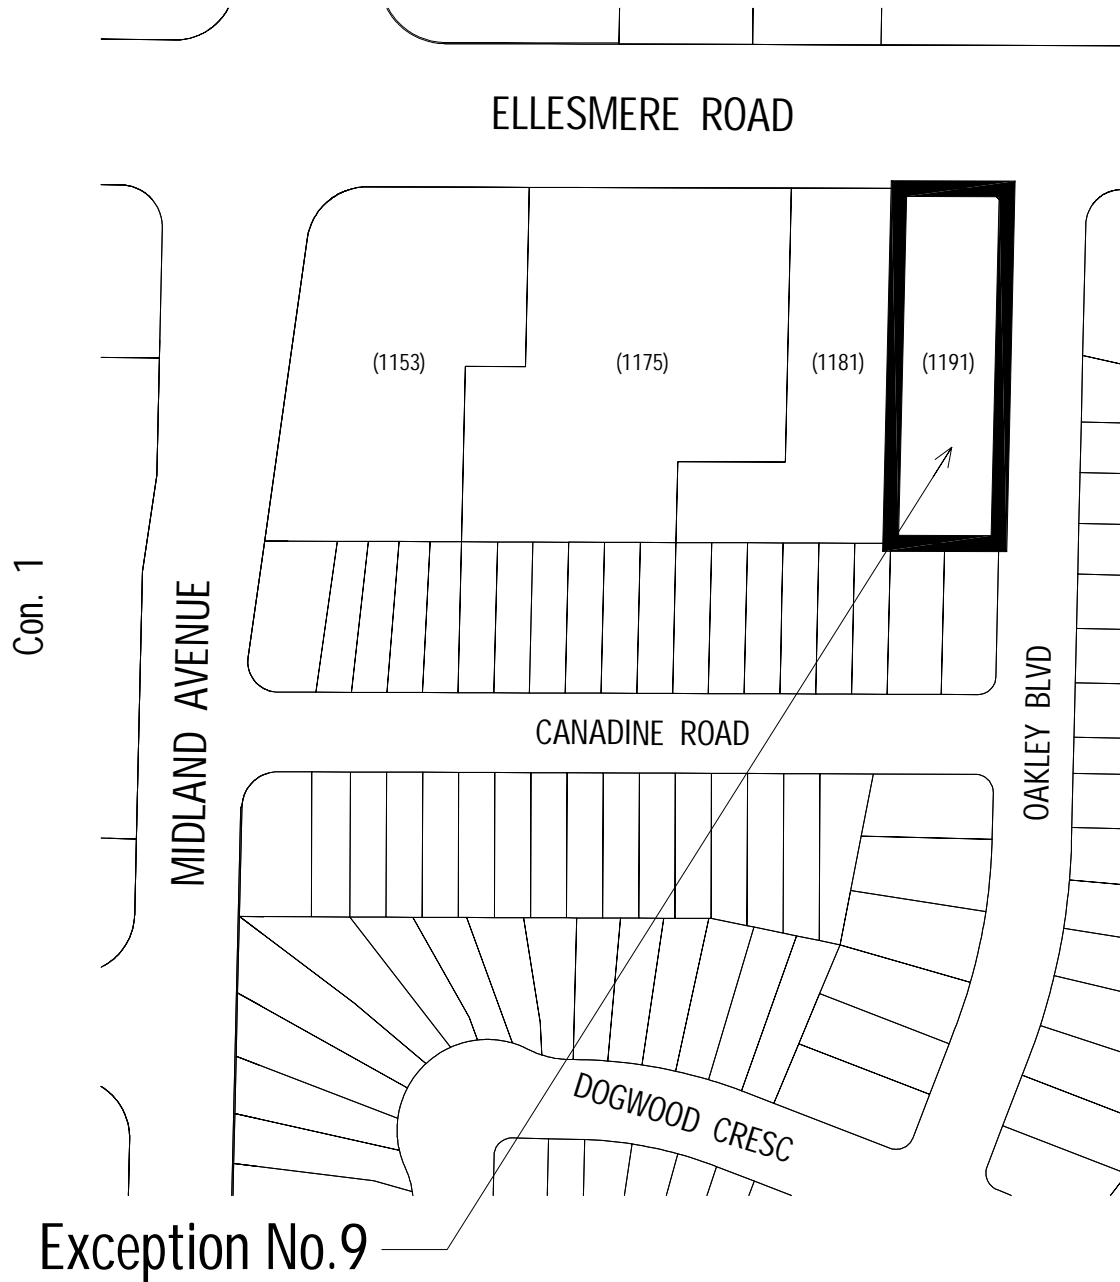 ELLESMERE ROAD
(1153)
(1175)
(1181)
(1191)
Con. 1
MIDLAND AVENUE
OAKLEY BLVD
CANADINE ROAD
DOGWOOD CRESC
Exception No.9